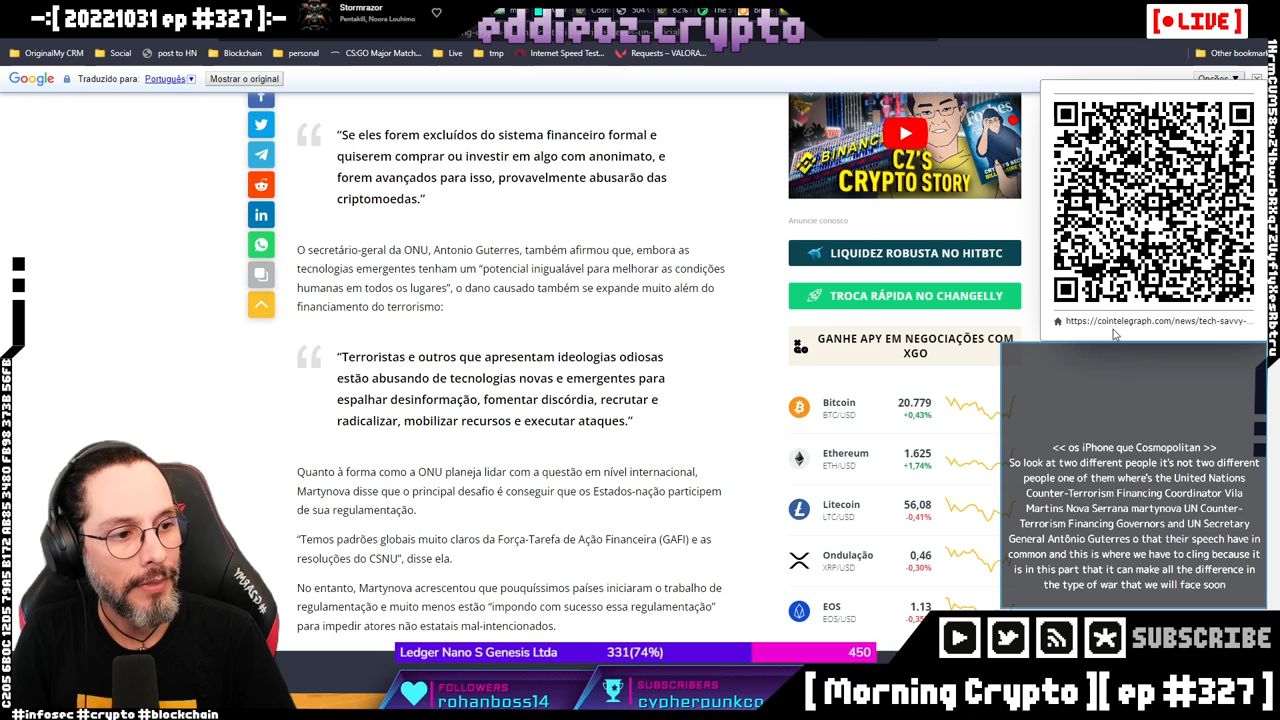 -:[ 20221031 ep #327]:-
Stormrazor
Pentakill, Noora Louhimo
eddieoz.crypto
[● LIVE]
OriginalMy CRM
Social
post to HN
Blockchain
personal
CS:GO Major Match...
Live
tmp
Internet Speed Test...
Requests – VALORA...
Other bookmar
Google
Traduzido para:
Português
Mostrar o original
Opções▼
“Se eles forem excluídos do sistema financeiro formal e
quiserem comprar ou investir em algo com anonimato, e
forem avançados para isso, provavelmente abusarão das
criptomoedas.”
O secretário-geral da ONU, Antonio Guterres, também afirmou que, embora as
tecnologias emergentes tenham um “potencial inigualável para melhorar as condições
humanas em todos os lugares”, o dano causado também se expande muito além do
financiamento do terrorismo:
“Terroristas e outros que apresentam ideologias odiosas
estão abusando de tecnologias novas e emergentes para
espalhar desinformação, fomentar discórdia, recrutar e
radicalizar, mobilizar recursos e executar ataques.”
Quanto à forma como a ONU planeja lidar com a questão em nível internacional,
Martynova disse que o principal desafio é conseguir que os Estados-nação participem
de sua regulamentação.
“Temos padrões globais muito claros da Força-Tarefa de Ação Financeira (GAFI) e as
resoluções do CSNU”, disse ela.
No entanto, Martynova acrescentou que pouquíssimos países iniciaram o trabalho de
regulamentação e muito menos estão “impondo com sucesso essa regulamentação”
para impedir atores não estatais mal-intencionados.
BINANCE
Forbes
CZ'S
CRYPTO STORY
Anuncie conosco
LIQUIDEZ ROBUSTA NO HITBTC
TROCA RÁPIDA NO CHANGELLY
GANHE APY EM NEGOCIAÇÕES COM
XGO
Bitcoin 20.779
BTC/USD +0,43%
Ethereum 1.625
ETH/USD +1,74%
Litecoin 56,08
LTC/USD -0,41%
Ondulação 0,46
XRP/USD -0,30%
EOS 1.13
EOS/USD
https://cointelegraph.com/news/tech-savvy-...
<< os iPhone que Cosmopolitan >>
So look at two different people it's not two different
people one of them where's the United Nations
Counter-Terrorism Financing Coordinator Vila
Martins Nova Serrana martynova UN Counter-
Terrorism Financing Governors and UN Secretary
General Antônio Guterres o that their speech have in
common and this is where we have to cling because it
is in this part that it can make all the difference in
the type of war that we will face soon
Ledger Nano S Genesis Ltda 331(74%) 450
FOLLOWERS
rohanboss14
SUBSCRIBERS
cypherpunkco
SUBSCRIBE
[ Morning Crypto ][ ep #327 ]
infosec #crypto #blockchain